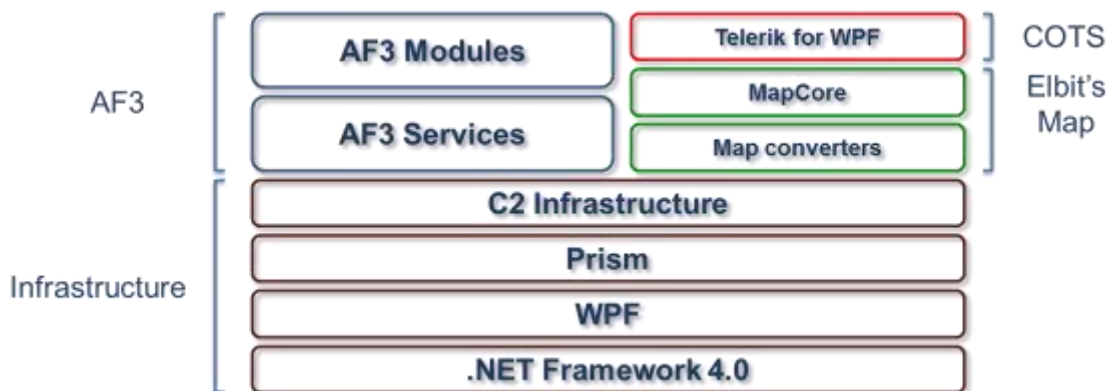 AF3 Modules
Telerik for WPF
COTS
AF3
MapCore
Elbit's
Map
AF3 Services
Map converters
C2 Infrastructure
Prism
Infrastructure
WPF
.NET Framework 4.0